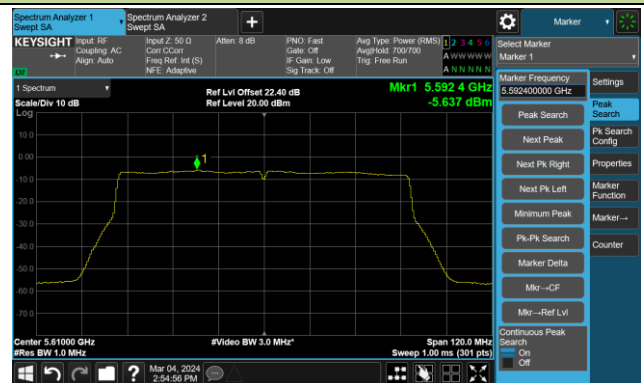 Spectrum Analyzer 1
Swept SA
Spectrum Analyzer 2
Swept SA
+
Marker
KEYSIGHT
Input: RF
Coupling: AC
Align: Auto
Input Z: 50 Ω
Corr CCorr
Freq Ref: Int (S)
NFE: Adaptive
Atten: 8 dB
PNO: Fast
Gate: Off
IF Gain: Low
Sig Track: Off
Avg Type: Power (RMS)
Avg|Hold: 700/700
Trig: Free Run
1 2 3 4 5 6
A W W W W W
A N N N N N
Select Marker
Marker 1
1 Spectrum
Scale/Div 10 dB
Log
Ref Lvl Offset 22.40 dB
Ref Level 20.00 dBm
Mkr1 5.592 4 GHz
-5.637 dBm
10.0
0.00
-10.0
-20.0
-30.0
-40.0
-50.0
-60.0
-70.0
1
Center 5.61000 GHz
#Res BW 1.0 MHz
#Video BW 3.0 MHz*
Span 120.0 MHz
Sweep 1.00 ms (301 pts)
Marker Frequency
5.592400000 GHz
Peak Search
Next Peak
Next Pk Right
Next Pk Left
Minimum Peak
Pk-Pk Search
Marker Delta
Mkr→CF
Mkr→Ref Lvl
Continuous Peak
Search
On
Off
Settings
Peak
Search
Pk Search
Config
Properties
Marker
Function
Marker→
Counter
?
Mar 04, 2024
2:54:56 PM